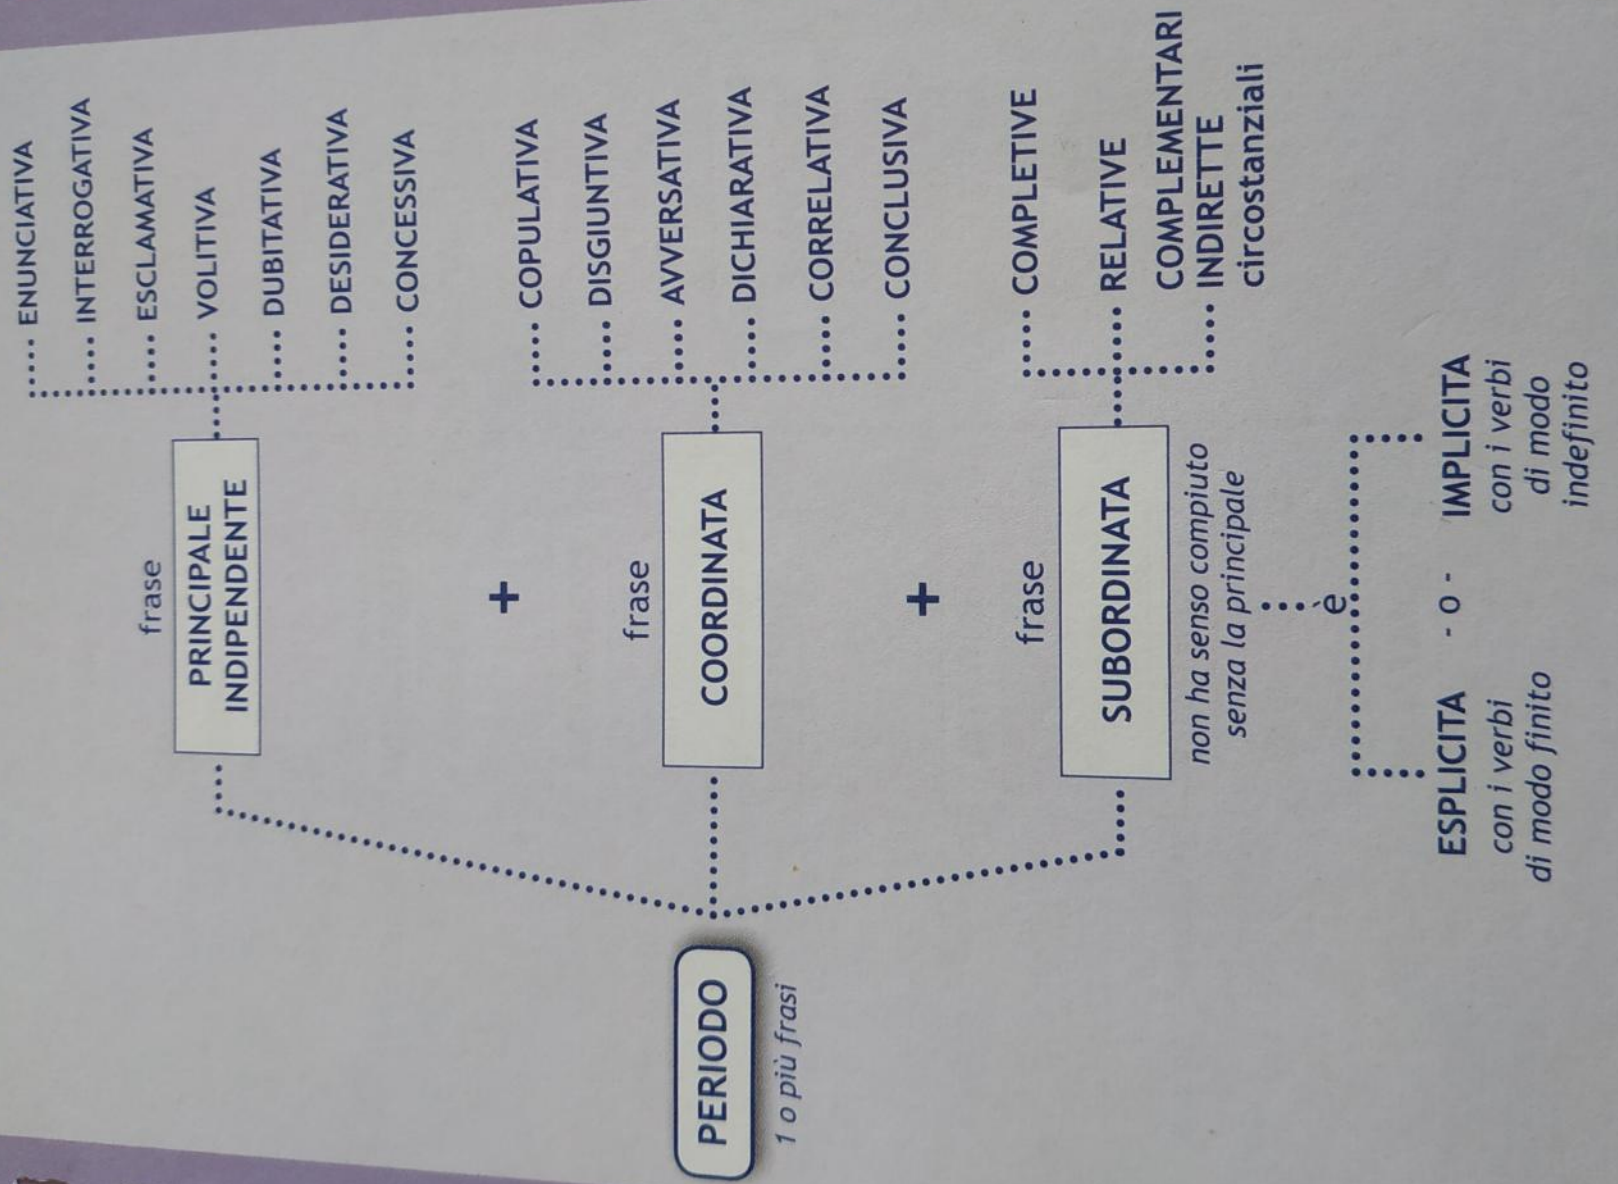 PERIODO
1 o più frasi
frase
PRINCIPALE
INDIPENDENTE
ENUNCIATIVA
INTERROGATIVA
ESCLAMATIVA
VOLITIVA
DUBITATIVA
DESIDERATIVA
CONCESSIVA
+
frase
COORDINATA
COPULATIVA
DISGIUNTIVA
AVVERSATIVA
DICHIARATIVA
CORRELATIVA
CONCLUSIVA
+
frase
SUBORDINATA
non ha senso compiuto
senza la principale
COMPLETIVE
RELATIVE
COMPLEMENTARI
INDIRETTE
circostanziali
è
ESPLICITA - o - IMPLICITA
con i verbi
di modo finito
con i verbi
di modo
indefinito